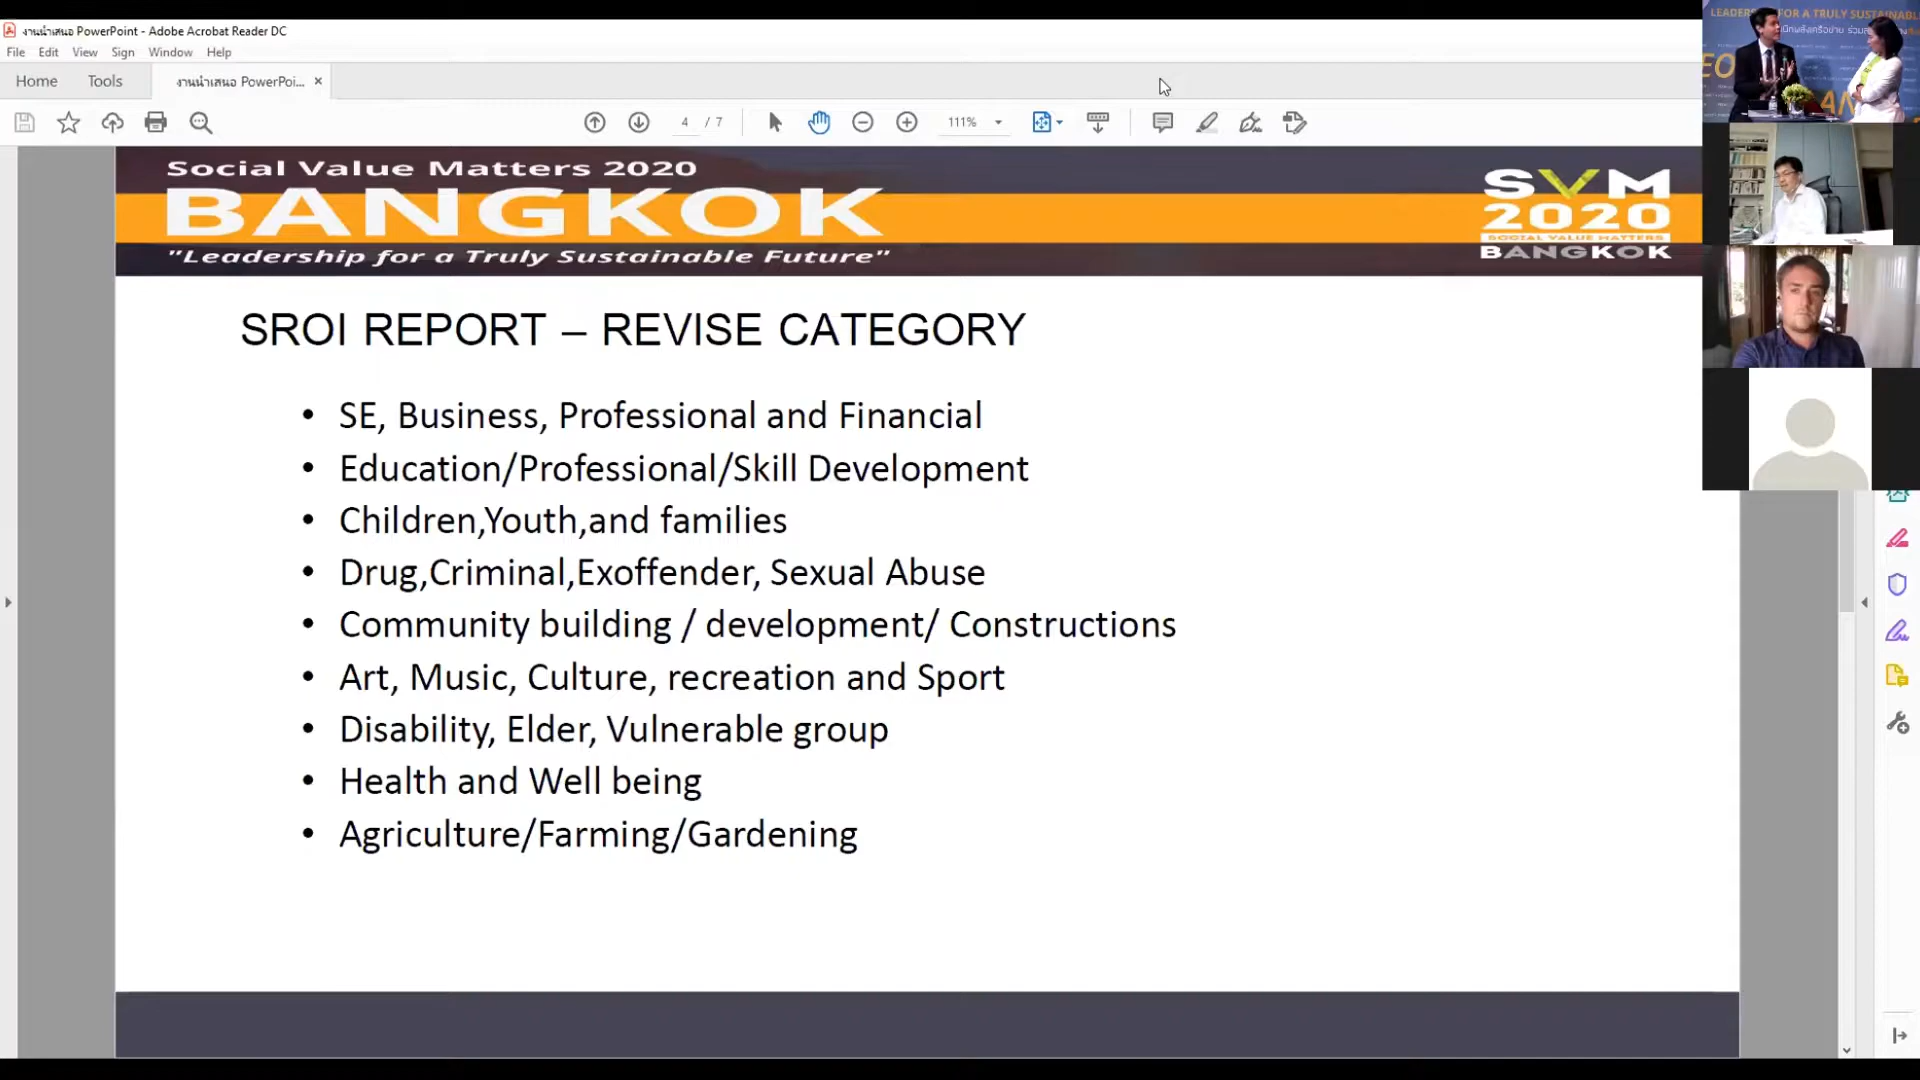 งานนำเสนอ PowerPoint - Adobe Acrobat Reader DC
File Edit View Sign Window Help
Home Tools งานนำเสนอ PowerPoi... ×
4 / 7 111%
LEADERSHIP FOR A TRULY SUSTAINABLE
Social Value Matters 2020
BANGKOK
"Leadership for a Truly Sustainable Future"
SVM
2020
SOCIAL VALUE MATTERS
BANGKOK
SROI REPORT – REVISE CATEGORY
• SE, Business, Professional and Financial
• Education/Professional/Skill Development
• Children,Youth,and families
• Drug,Criminal,Exoffender, Sexual Abuse
• Community building / development/ Constructions
• Art, Music, Culture, recreation and Sport
• Disability, Elder, Vulnerable group
• Health and Well being
• Agriculture/Farming/Gardening